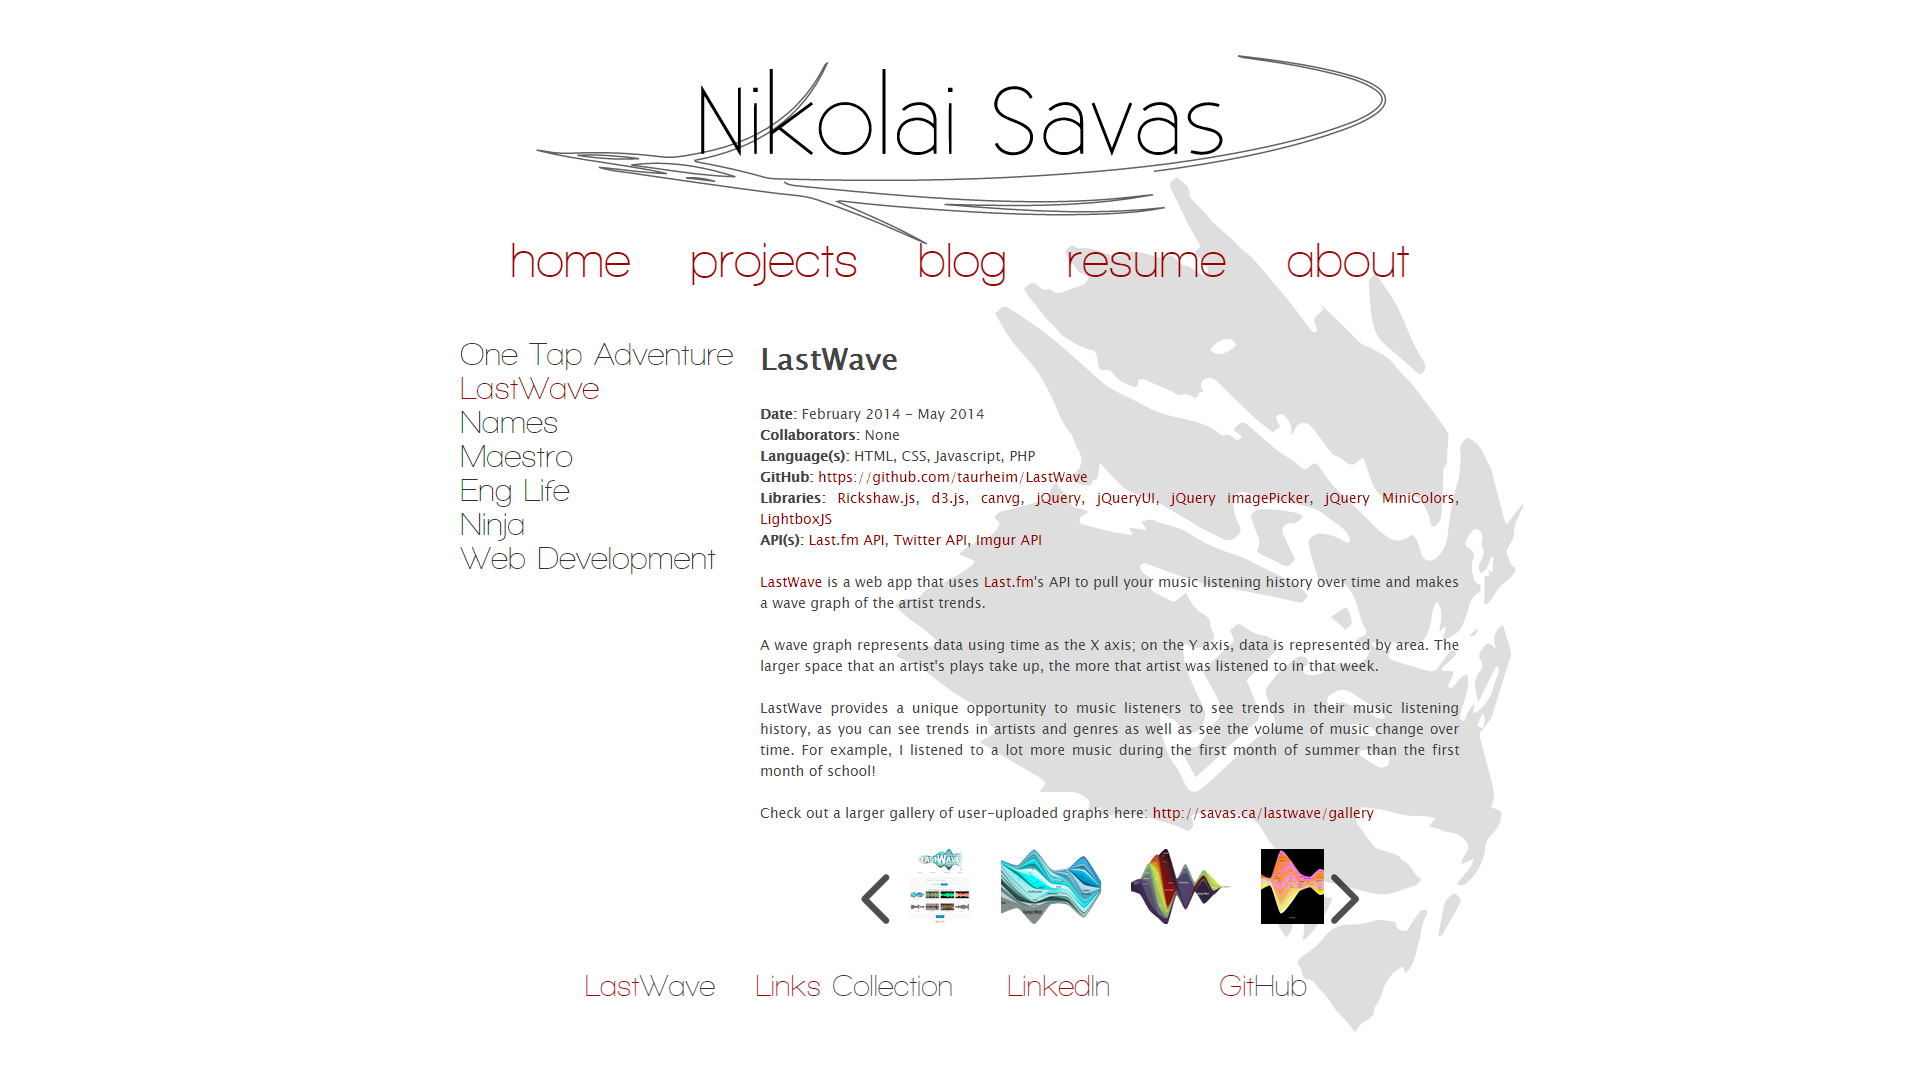 Nikolai Savas
home projects blog resume about
One Tap Adventure
LastWave
Names
Maestro
Eng Life
Ninja
Web Development
LastWave
Date: February 2014 - May 2014
Collaborators: None
Language(s): HTML, CSS, Javascript, PHP
GitHub: https://github.com/taurheim/LastWave
Libraries: Rickshaw.js, d3.js, canvg, jQuery, jQueryUI, jQuery imagePicker, jQuery MiniColors,
LightboxJS
API(s): Last.fm API, Twitter API, Imgur API
LastWave is a web app that uses Last.fm's API to pull your music listening history over time and makes
a wave graph of the artist trends.
A wave graph represents data using time as the X axis; on the Y axis, data is represented by area. The
larger space that an artist's plays take up, the more that artist was listened to in that week.
LastWave provides a unique opportunity to music listeners to see trends in their music listening
history, as you can see trends in artists and genres as well as see the volume of music change over
time. For example, I listened to a lot more music during the first month of summer than the first
month of school!
Check out a larger gallery of user-uploaded graphs here: http://savas.ca/lastwave/gallery
LASTWAVE
LastWave Links Collection LinkedIn GitHub